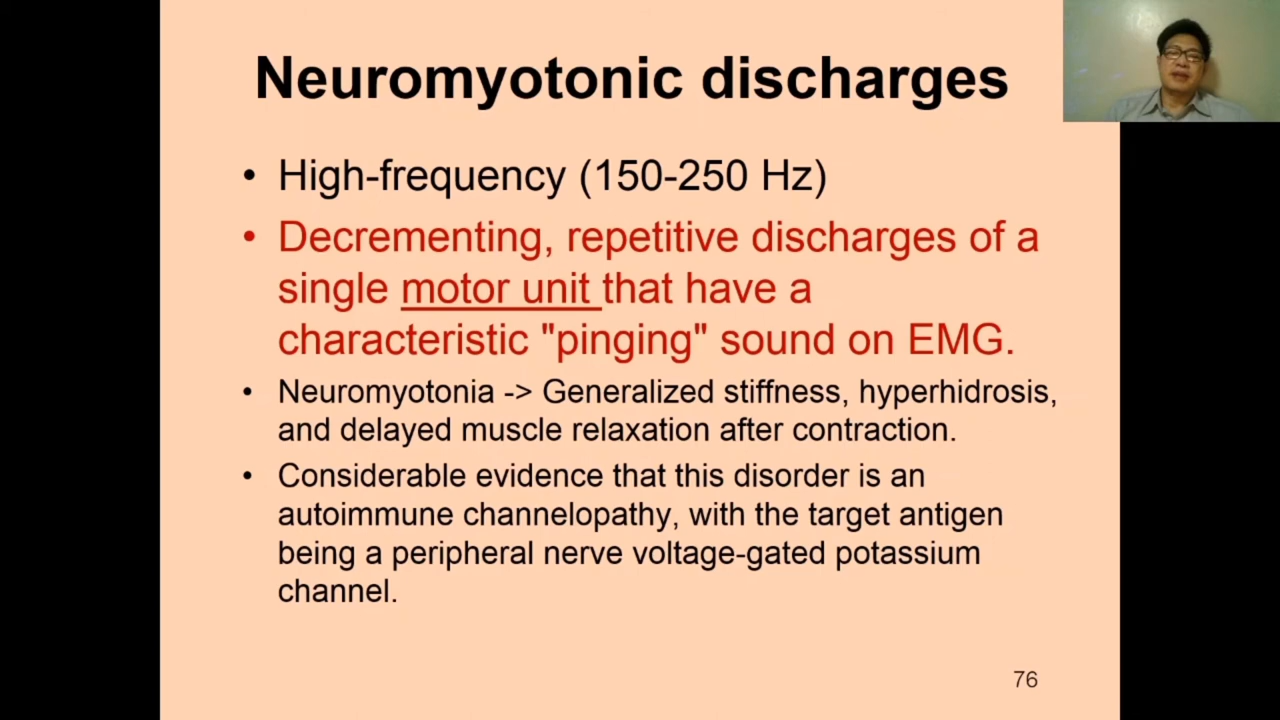 Neuromyotonic discharges
• High-frequency (150-250 Hz)
• Decrementing, repetitive discharges of a
single motor unit that have a
characteristic "pinging" sound on EMG.
• Neuromyotonia -> Generalized stiffness, hyperhidrosis,
and delayed muscle relaxation after contraction.
• Considerable evidence that this disorder is an
autoimmune channelopathy, with the target antigen
being a peripheral nerve voltage-gated potassium
channel.
76